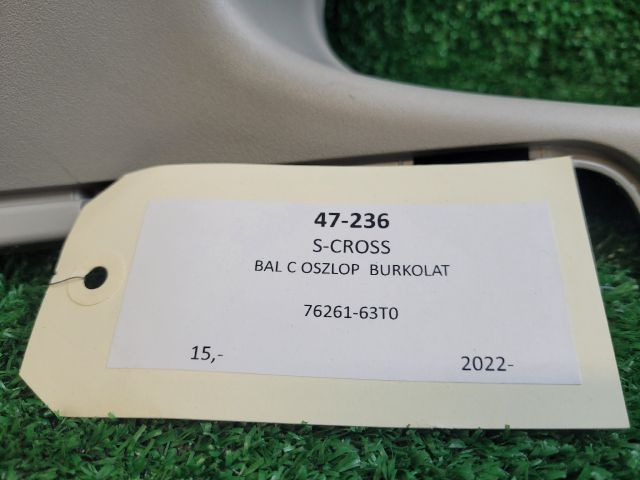 47-236
S-CROSS
BAL C OSZLOP BURKOLAT
76261-63T0
15,- 2022-